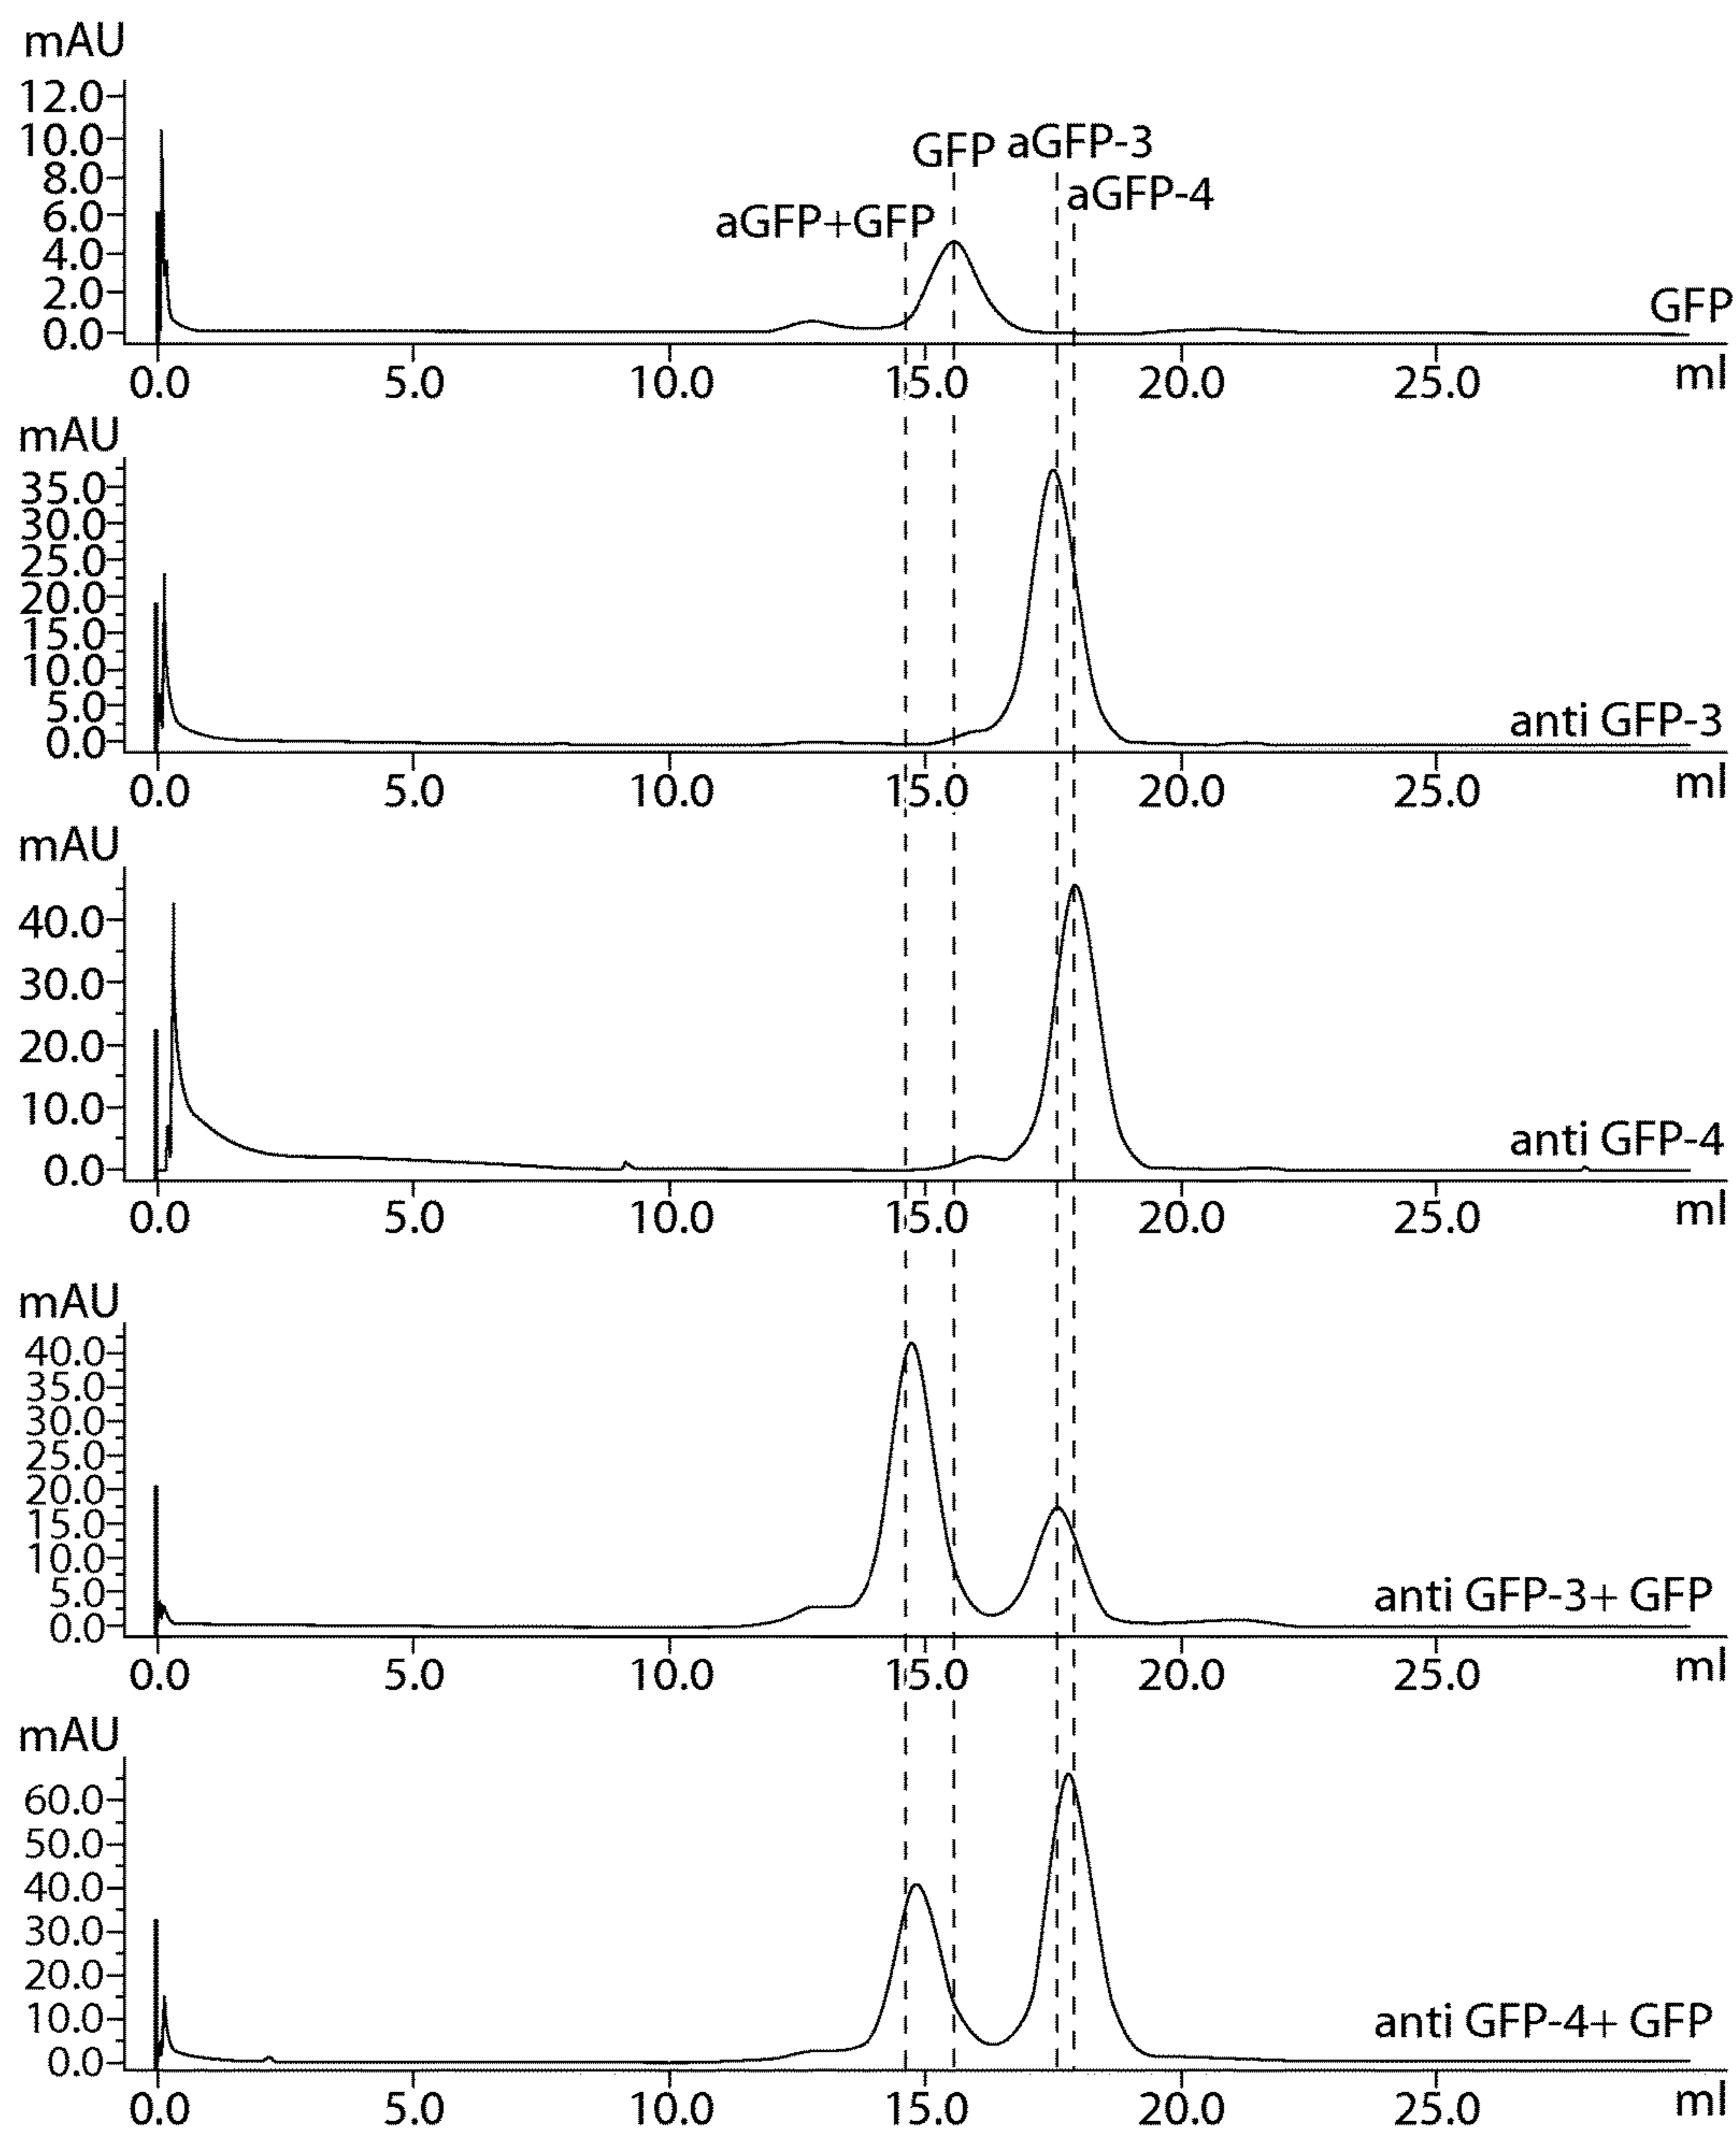 mAU
12.0
10.0
8.0
6.0
4.0
2.0
0.0
GFP aGFP-3
aGFP-4
aGFP+GFP
GFP
0.0 5.0 10.0 15.0 20.0 25.0 ml
mAU
35.0
30.0
25.0
20.0
15.0
10.0
5.0
0.0
anti GFP-3
0.0 5.0 10.0 15.0 20.0 25.0 ml
mAU
40.0
30.0
20.0
10.0
0.0
anti GFP-4
0.0 5.0 10.0 15.0 20.0 25.0 ml
mAU
40.0
35.0
30.0
25.0
20.0
15.0
10.0
5.0
0.0
anti GFP-3+ GFP
0.0 5.0 10.0 15.0 20.0 25.0 ml
mAU
60.0
50.0
40.0
30.0
20.0
10.0
0.0
anti GFP-4+ GFP
0.0 5.0 10.0 15.0 20.0 25.0 ml